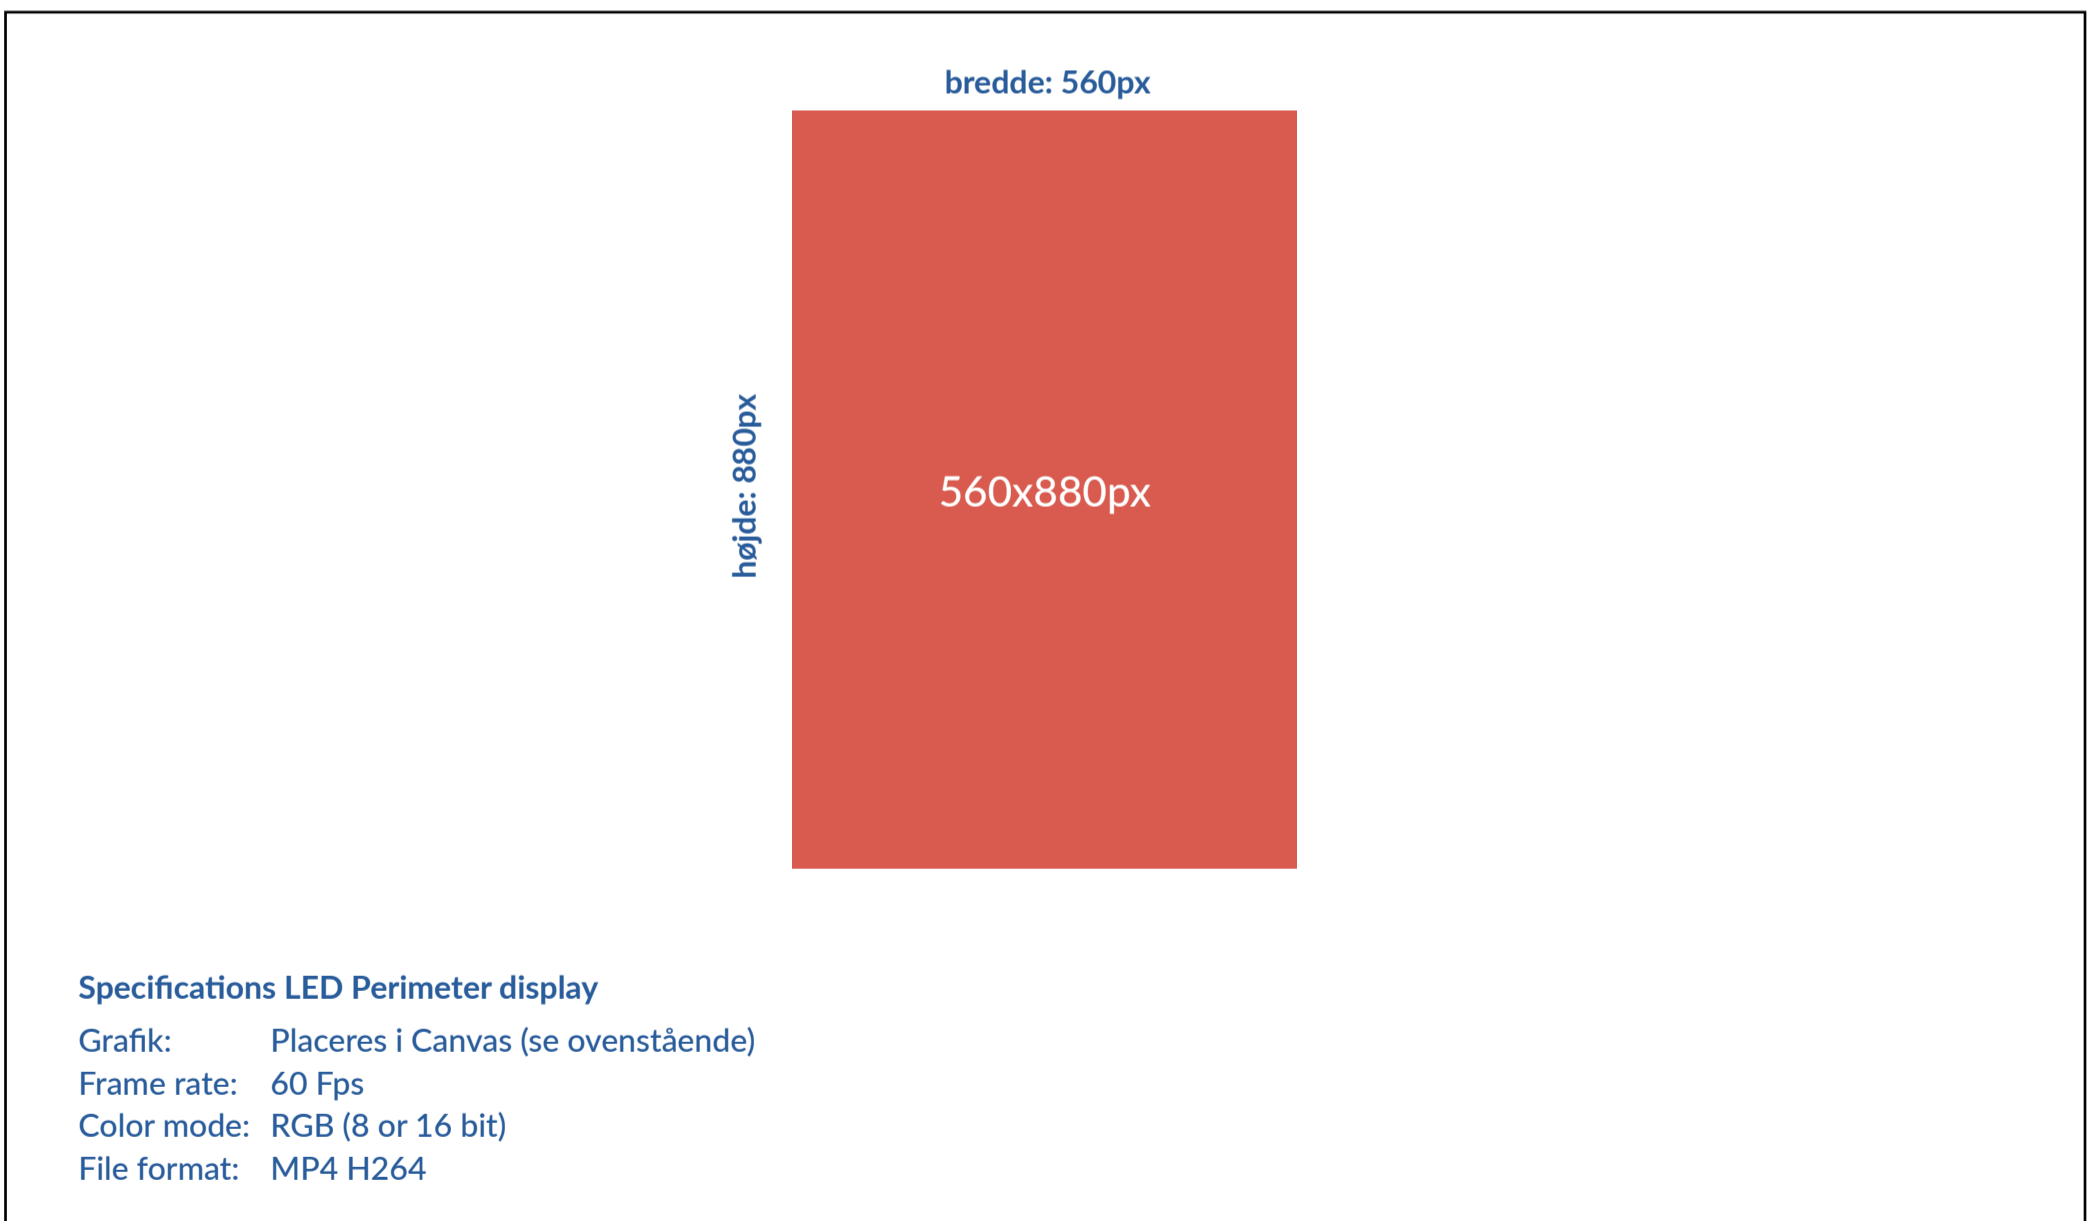 bredde: 560px
højde: 880px
560x880px
Specifications LED Perimeter display
Grafik: Placeres i Canvas (se ovenstående)
Frame rate: 60 Fps
Color mode: RGB (8 or 16 bit)
File format: MP4 H264